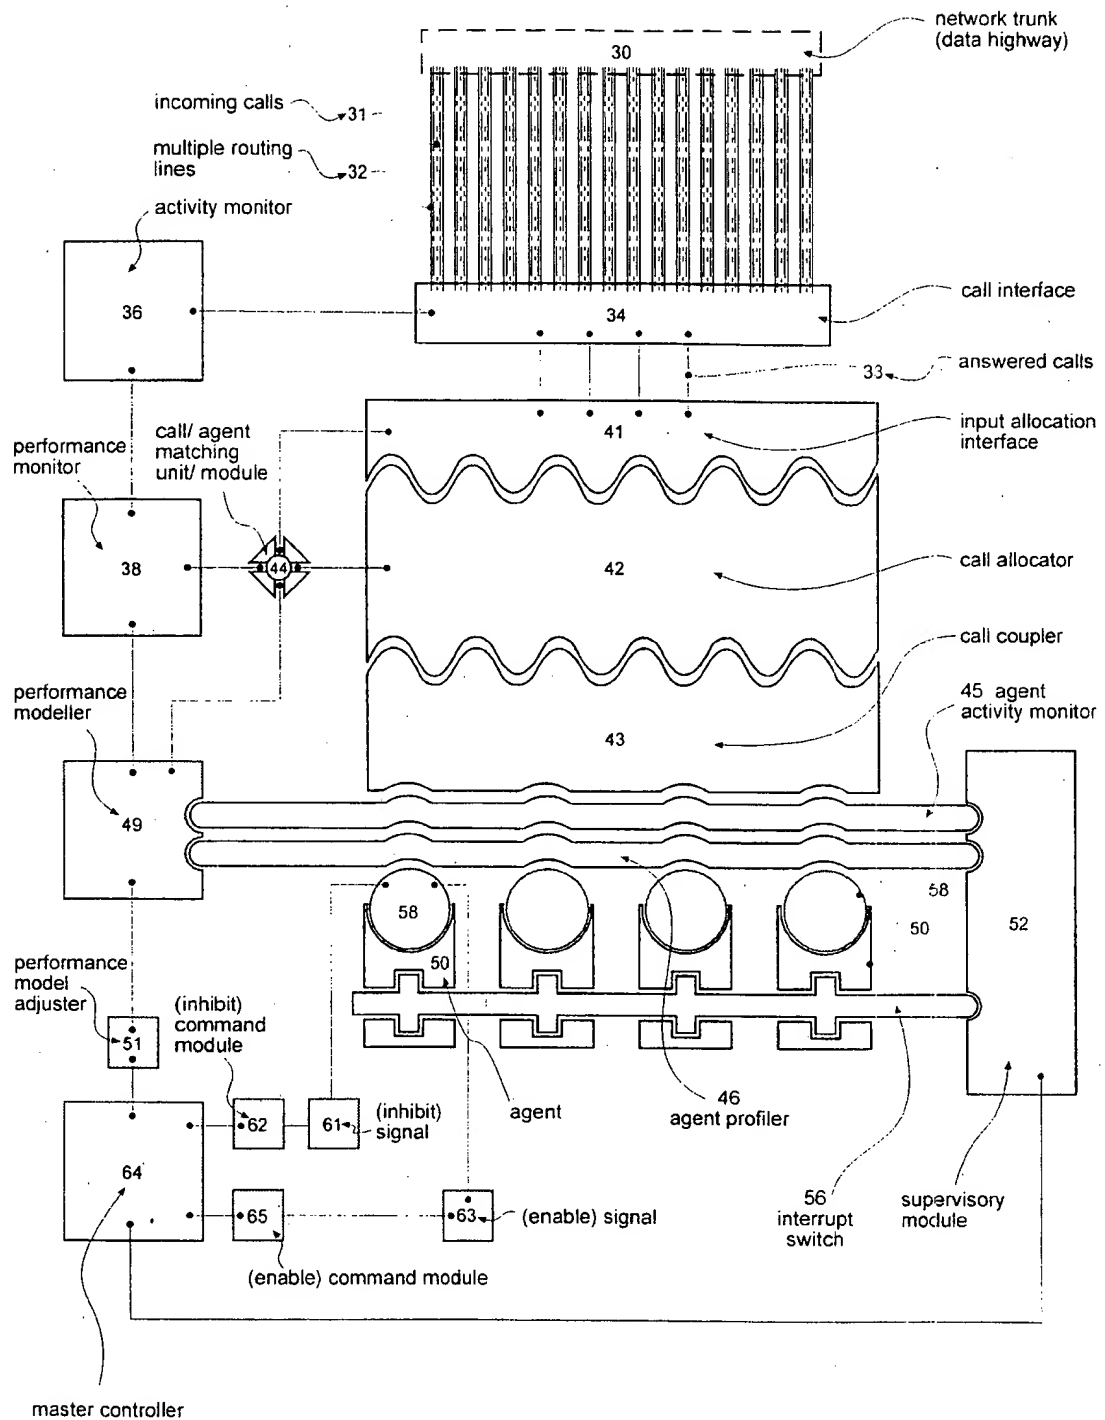 network trunk
(data highway)
30
incoming calls
31
multiple routing
lines
32
activity monitor
36
34
call interface
33
answered calls
41
input allocation
interface
performance
monitor
call/ agent
matching
unit/ module
38
44
42
call allocator
call coupler
43
45 agent
activity monitor
performance
modeller
49
58
58
50
50
52
performance
model
adjuster
(inhibit)
command
module
51
62
61
(inhibit)
signal
agent
46
agent profiler
64
65
63
(enable) signal
56
interrupt
switch
supervisory
module
(enable) command module
master controller